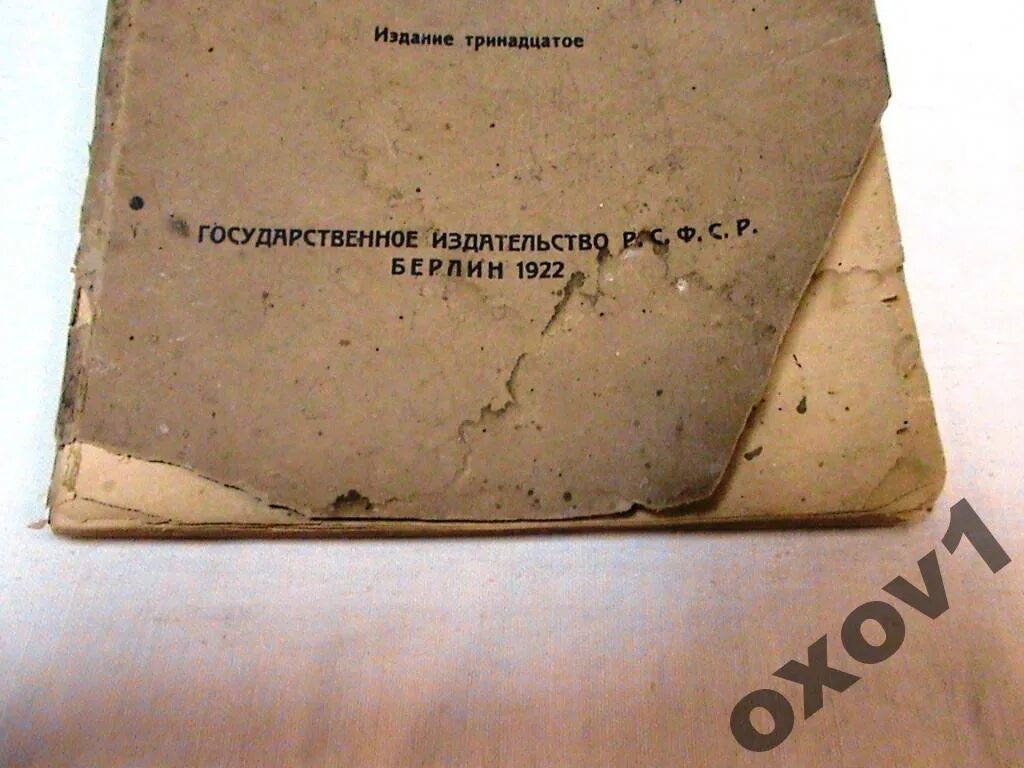 Издание тринадцатое
ГОСУДАРСТВЕННОЕ ИЗДАТЕЛЬСТВО Р. С. Ф. С. Р.
БЕРЛИН 1922
oxov1